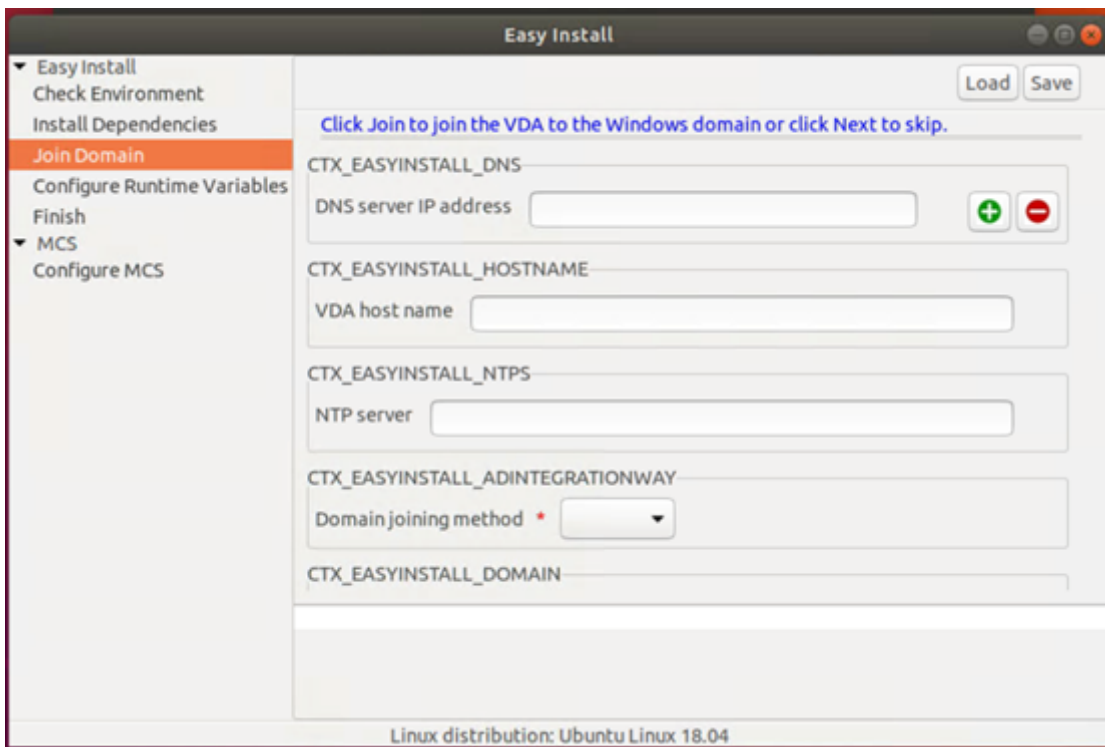 Easy Install
Easy Install
Check Environment
Install Dependencies
Join Domain
Configure Runtime Variables
Finish
MCS
Configure MCS
Load Save
Click Join to join the VDA to the Windows domain or click Next to skip.
CTX_EASYINSTALL_DNS
DNS server IP address
CTX_EASYINSTALL_HOSTNAME
VDA host name
CTX_EASYINSTALL_NTPS
NTP server
CTX_EASYINSTALL_ADINTEGRATIONWAY
Domain joining method *
CTX_EASYINSTALL_DOMAIN
Linux distribution: Ubuntu Linux 18.04